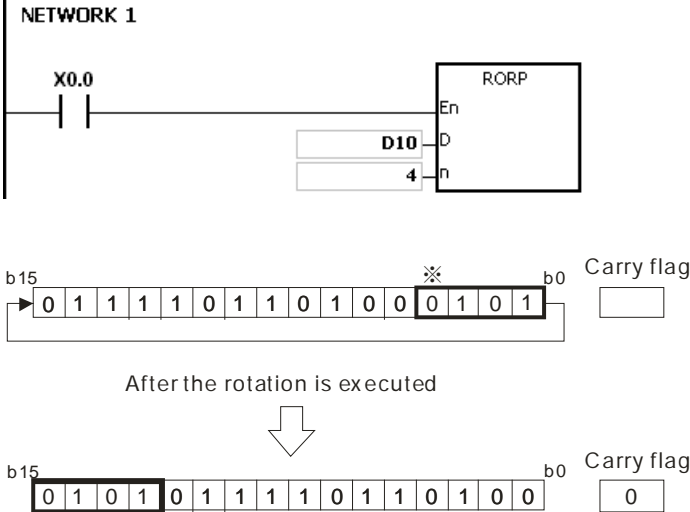 NETWORK 1
X0.0
RORP
En
D10 D
4 n
※
b15 b0 Carry flag
0 1 1 1 1 0 1 1 0 1 0 0 0 1 0 1
After the rotation is executed
b15 b0 Carry flag
0 1 0 1 0 1 1 1 1 0 1 1 0 1 0 0 0